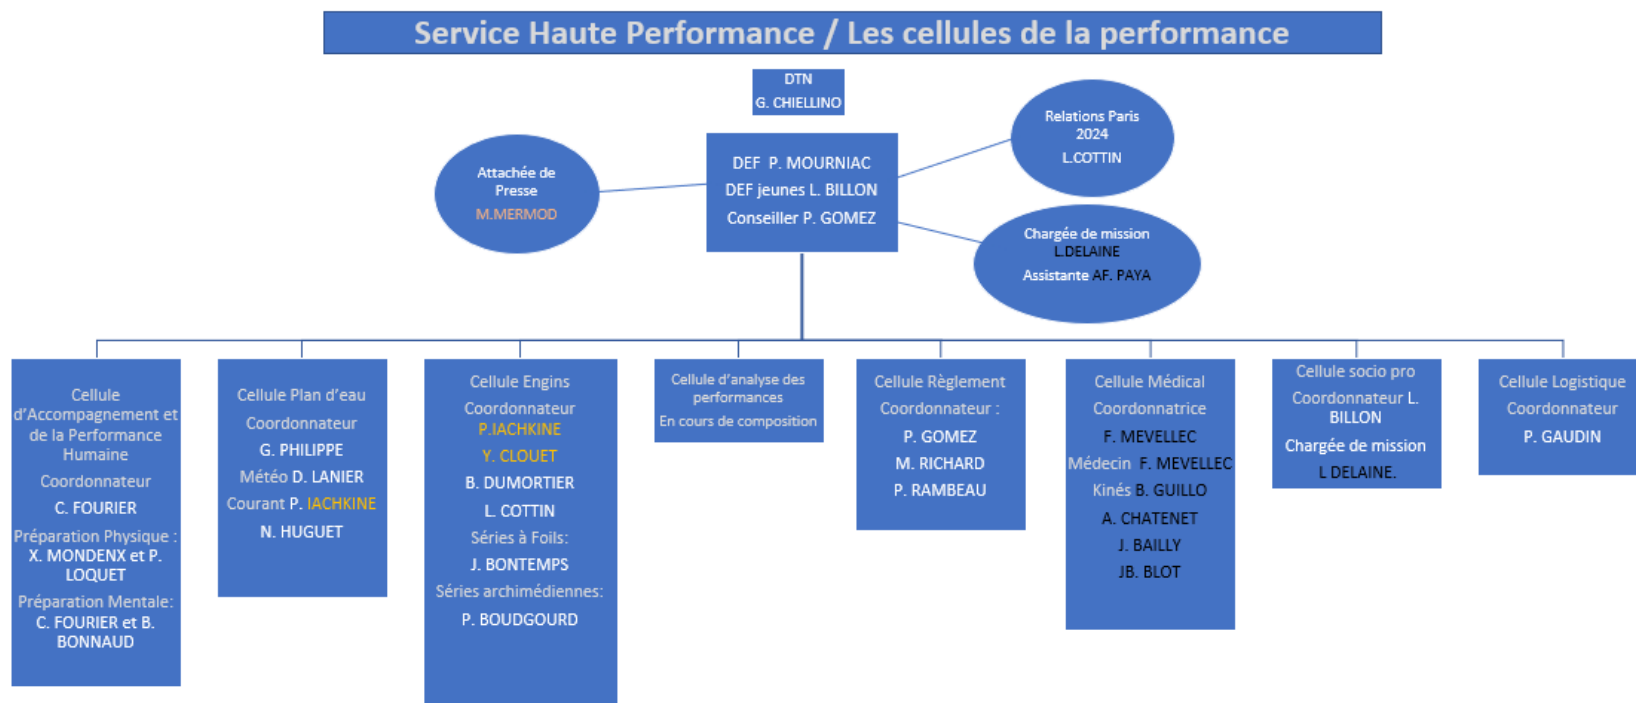 Service Haute Performance / Les cellules de la performance
DTN
G. CHIELLINO
Relations Paris
2024
L.COTTIN
Attachée de
Presse
M.MERMOD
DEF P. MOURNIAC
DEF jeunes L. BILLON
Conseiller P. GOMEZ
Chargée de mission
L.DELAINE
Assistante AF. PAYA
Cellule
d'Accompagnement et
de la Performance
Humaine
Coordonnateur
C. FOURIER
Préparation Physique :
X. MONDENX et P.
LOQUET
Préparation Mentale:
C. FOURIER et B.
BONNAUD
Cellule Plan d'eau
Coordonnateur
G. PHILIPPE
Météo D. LANIER
Courant P. IACHKINE
N. HUGUET
Cellule Engins
Coordonnateur
P.IACHKINE
Y. CLOUET
B. DUMORTIER
L. COTTIN
Séries à Foils:
J. BONTEMPS
Séries archimédiennes:
P. BOUDGOURD
Cellule d'analyse des
performances
En cours de composition
Cellule Règlement
Coordonnateur :
P. GOMEZ
M. RICHARD
P. RAMBEAU
Cellule Médical
Coordonnatrice
F. MEVELLEC
Médecin F. MEVELLEC
Kinés B. GUILLO
A. CHATENET
J. BAILLY
JB. BLOT
Cellule socio pro
Coordonnateur L.
BILLON
Chargée de mission
L DELAINE.
Cellule Logistique
Coordonnateur
P. GAUDIN